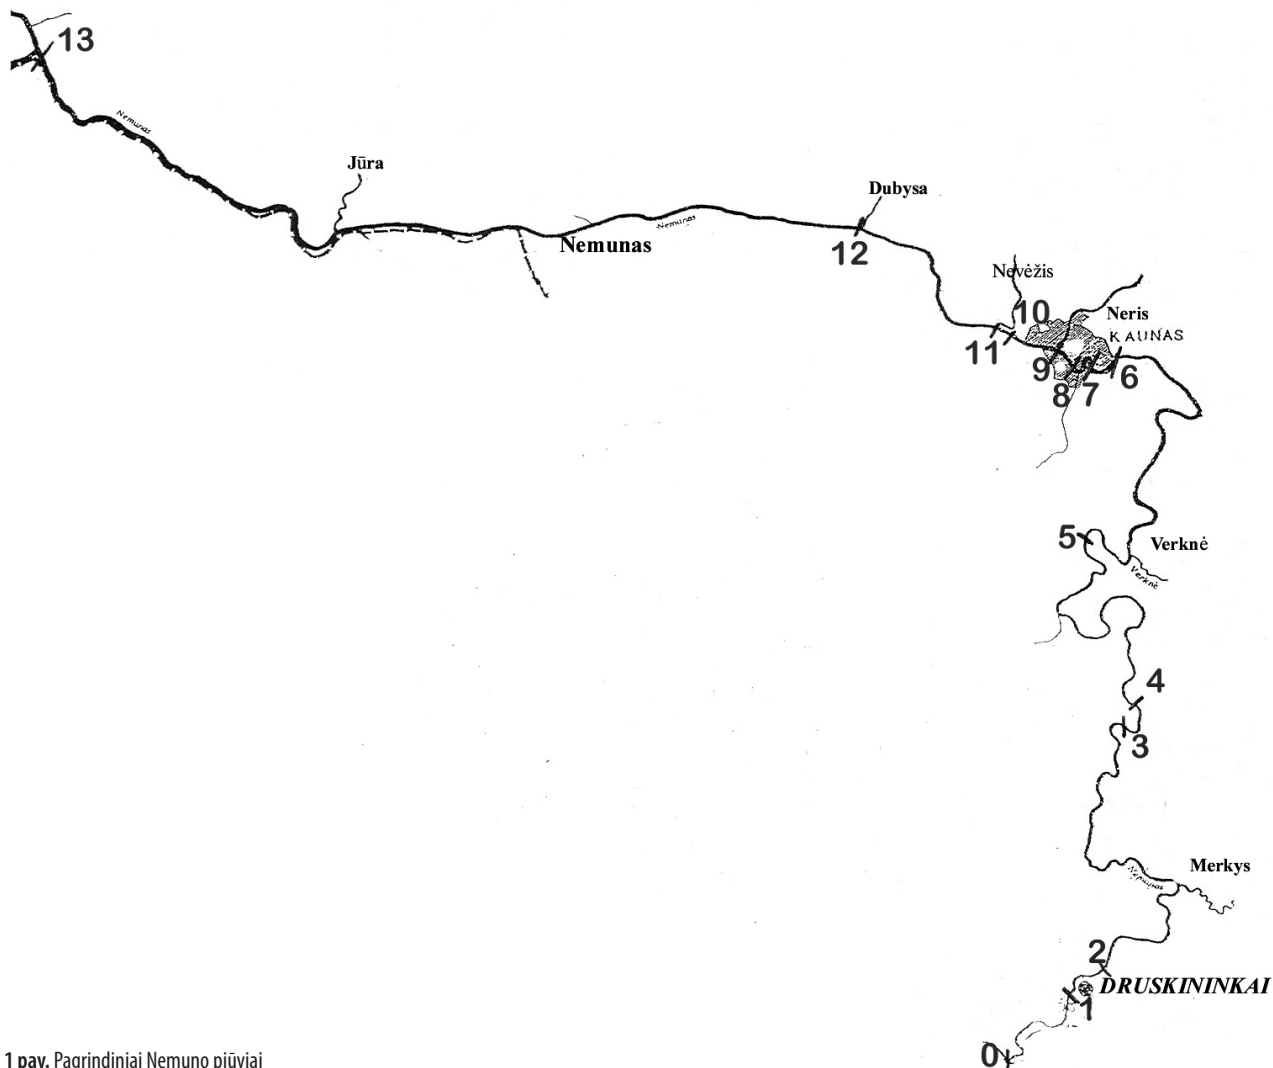 13
Nemunas
Jūra
Dubysa
Nemunas
Nemunas
12
Nevėžis
10
Neris
KAUNAS
11
9
6
8
7
5
Verknė
Verknė
4
3
Merkys
Nemunas
2
DRUSKININKAI
1
0
1 pav. Pagrindiniai Nemuno pjūviai